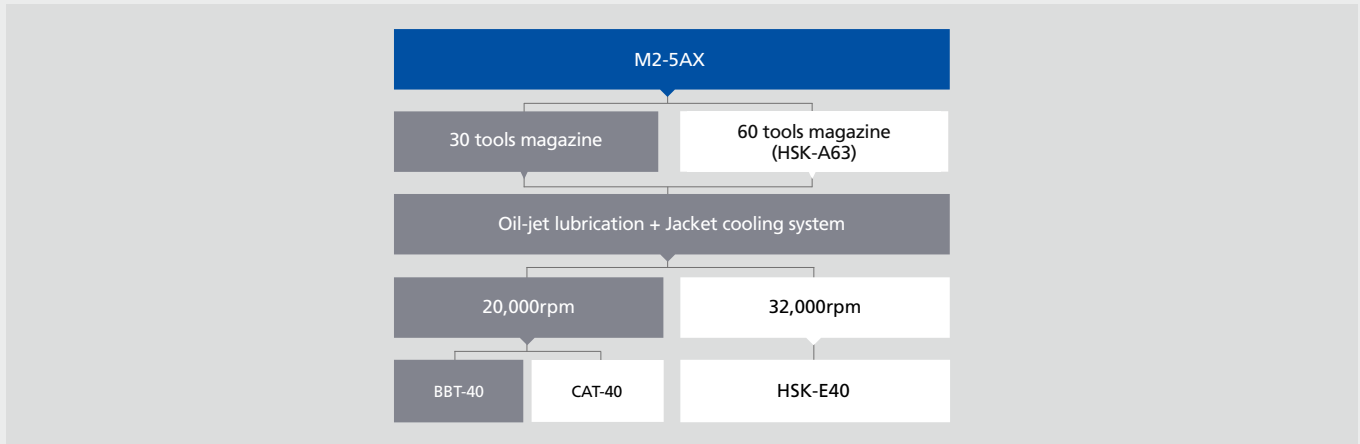 M2-5AX
30 tools magazine
60 tools magazine
(HSK-A63)
Oil-jet lubrication + Jacket cooling system
20,000rpm
32,000rpm
BBT-40
CAT-40
HSK-E40